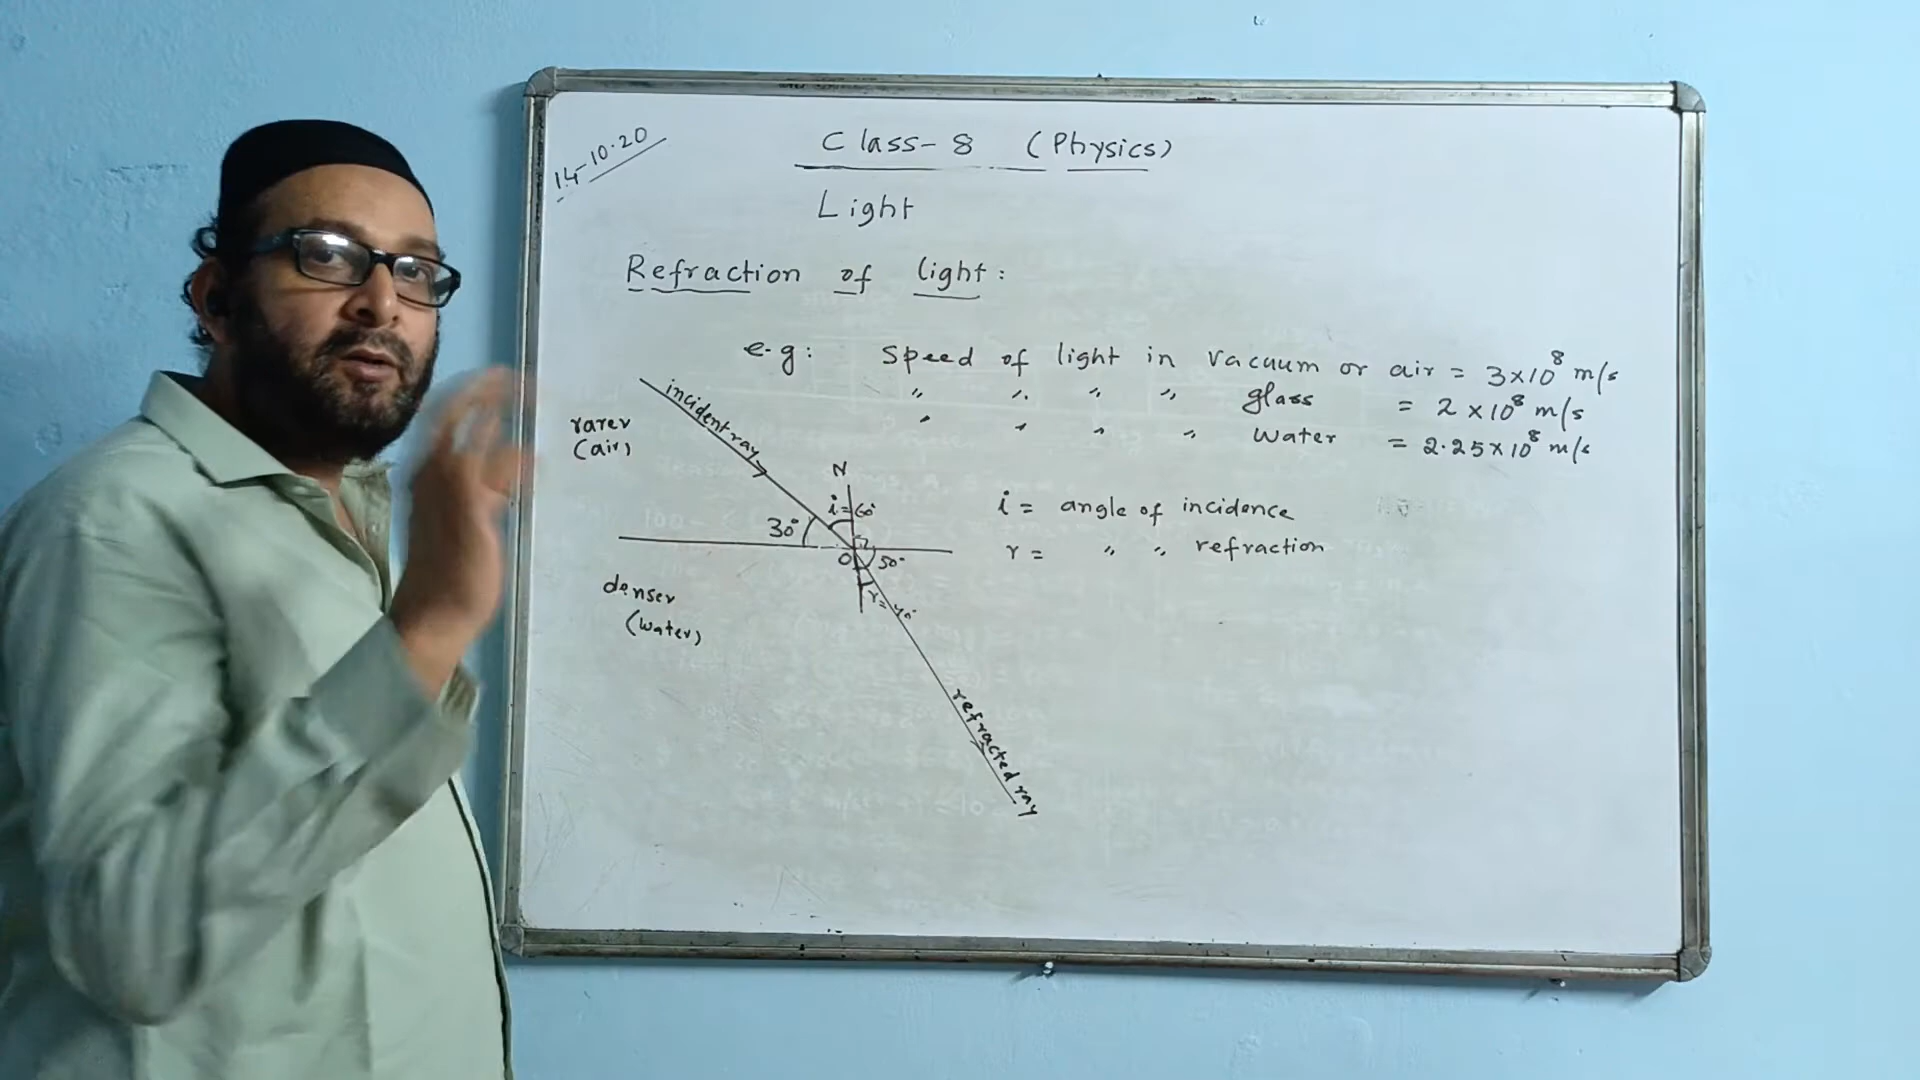 14-10-20
Class-8 (Physics)
Light
Refraction of light:
e.g: Speed of light in vacuum or air = 3×10⁸ m/s
" " " " glass = 2×10⁸ m/s
" " " " water = 2.25×10⁸ m/s
incident ray
rarer
(air)
N
i=60°
30°
i = angle of incidence
r = " " refraction
O
50°
denser
(water)
r=40°
refracted ray